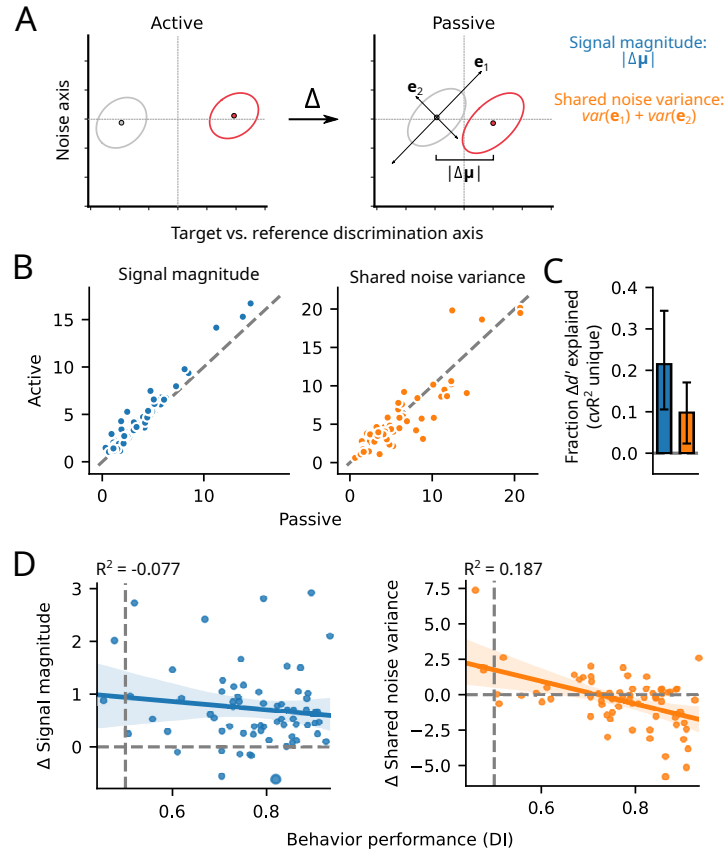 A
Active
Passive
Signal magnitude:
|Δμ|
Shared noise variance:
var(e1) + var(e2)
Noise axis
Δ
e1
e2
|Δμ|
Target vs. reference discrimination axis
B
Signal magnitude
Shared noise variance
C
Active
15
10
5
0
0
10
20
15
10
5
0
0
10
20
Passive
Fraction Δd′ explained
(cvR² unique)
0.4
0.3
0.2
0.1
0.0
D
R² = -0.077
Δ Signal magnitude
3
2
1
0
0.6
0.8
R² = 0.187
Δ Shared noise variance
7.5
5.0
2.5
0.0
−2.5
−5.0
0.6
0.8
Behavior performance (DI)